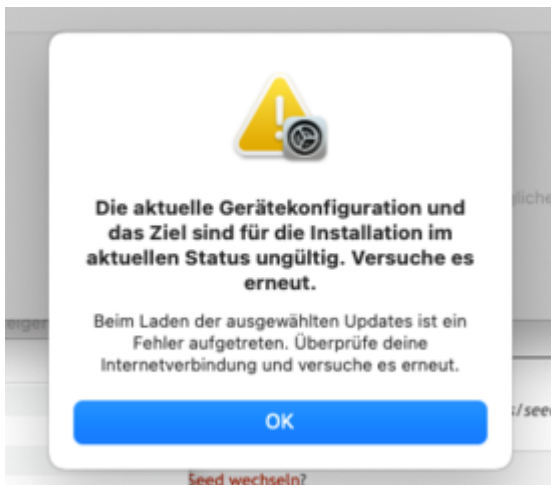 Die aktuelle Gerätekonfiguration und
das Ziel sind für die Installation im
aktuellen Status ungültig. Versuche es
erneut.
Beim Laden der ausgewählten Updates ist ein
Fehler aufgetreten. Überprüfe deine
Internetverbindung und versuche es erneut.
OK
Seed wechseln?